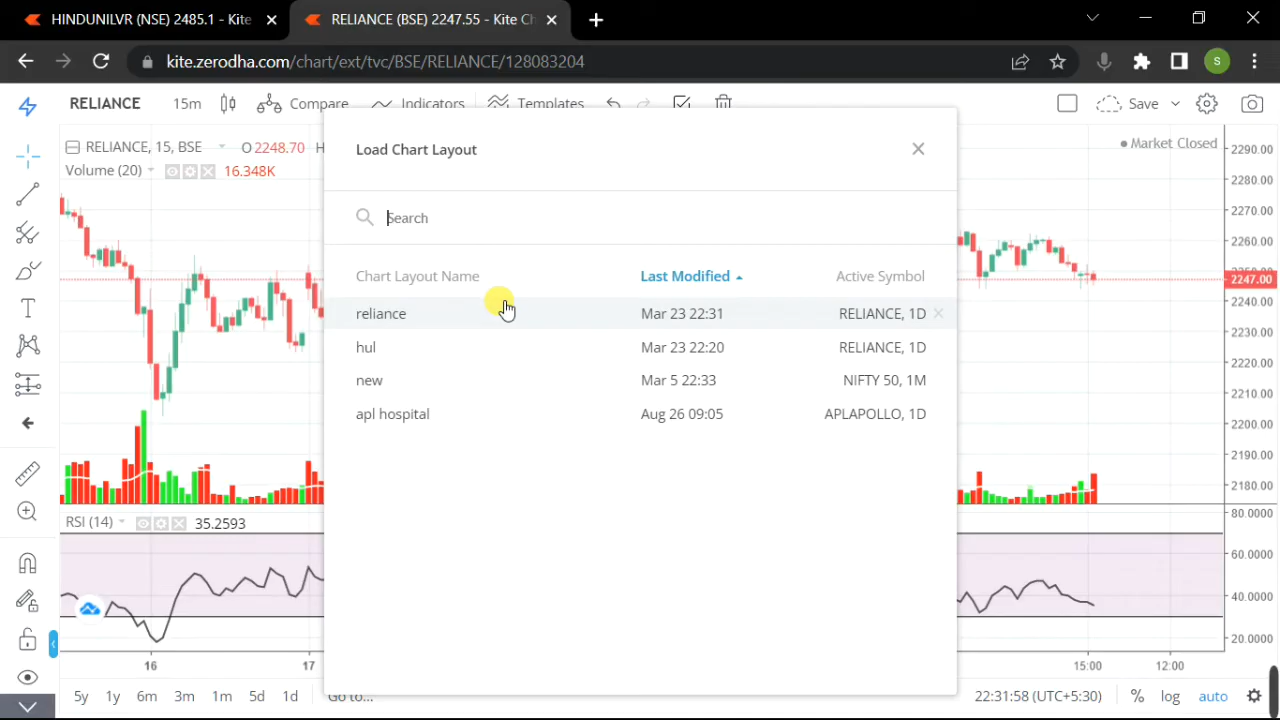 HINDUNILVR (NSE) 2485.1 - Kite
RELIANCE (BSE) 2247.55 - Kite Ch
kite.zerodha.com/chart/ext/tvc/BSE/RELIANCE/128083204
S
RELIANCE 15m Compare Indicators Templates Save
RELIANCE, 15, BSE O 2248.70 H
Volume (20) 16.348K
Market Closed
Load Chart Layout
Search
Chart Layout Name Last Modified Active Symbol
reliance Mar 23 22:31 RELIANCE, 1D
hul Mar 23 22:20 RELIANCE, 1D
new Mar 5 22:33 NIFTY 50, 1M
apl hospital Aug 26 09:05 APLAPOLLO, 1D
2290.00
2280.00
2270.00
2260.00
2247.00
2240.00
2230.00
2220.00
2210.00
2200.00
2190.00
2180.00
RSI (14) 35.2593
80.0000
60.0000
40.0000
20.0000
16 17 15:00 12:00
5y 1y 6m 3m 1m 5d 1d Go to... 22:31:58 (UTC+5:30) % log auto